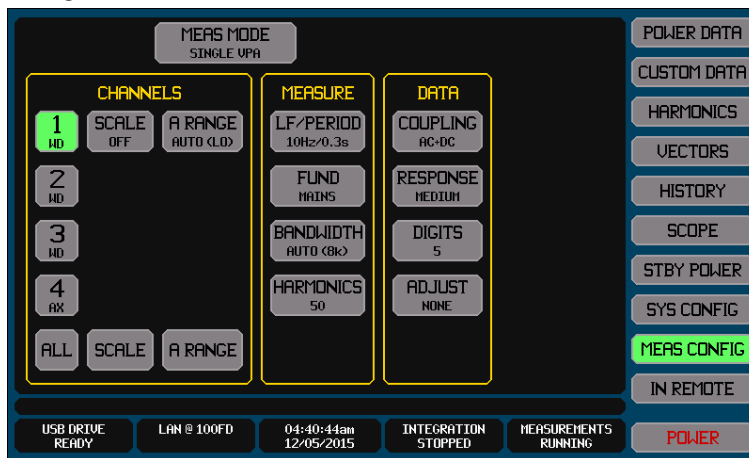 MEAS MODE
SINGLE VPA
CHANNELS
MEASURE
DATA
1
WD
SCALE
OFF
A RANGE
AUTO (LO)
LF/PERIOD
10Hz/0.3s
COUPLING
AC+DC
2
WD
FUND
MAINS
RESPONSE
MEDIUM
3
WD
BANDWIDTH
AUTO (8k)
DIGITS
5
4
AX
HARMONICS
50
ADJUST
NONE
ALL
SCALE
A RANGE
POWER DATA
CUSTOM DATA
HARMONICS
VECTORS
HISTORY
SCOPE
STBY POWER
SYS CONFIG
MEAS CONFIG
IN REMOTE
POWER
USB DRIVE
READY
LAN @ 100FD
04:40:44am
12/05/2015
INTEGRATION
STOPPED
MEASUREMENTS
RUNNING